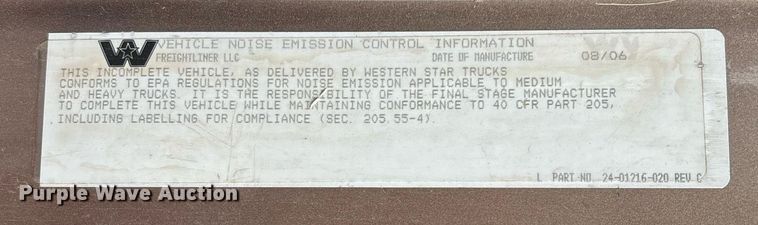 VEHICLE NOISE EMISSION CONTROL INFORMATION
FREIGHTLINER LLC DATE OF MANUFACTURE 08/06
THIS INCOMPLETE VEHICLE, AS DELIVERED BY WESTERN STAR TRUCKS
CONFORMS TO EPA REGULATIONS FOR NOISE EMISSION APPLICABLE TO MEDIUM
AND HEAVY TRUCKS. IT IS THE RESPONSIBILITY OF THE FINAL STAGE MANUFACTURER
TO COMPLETE THIS VEHICLE WHILE MAINTAINING CONFORMANCE TO 40 CFR PART 205,
INCLUDING LABELLING FOR COMPLIANCE (SEC. 205.55-4).
L PART NO. 24-01216-020 REV C
Purple Wave Auction